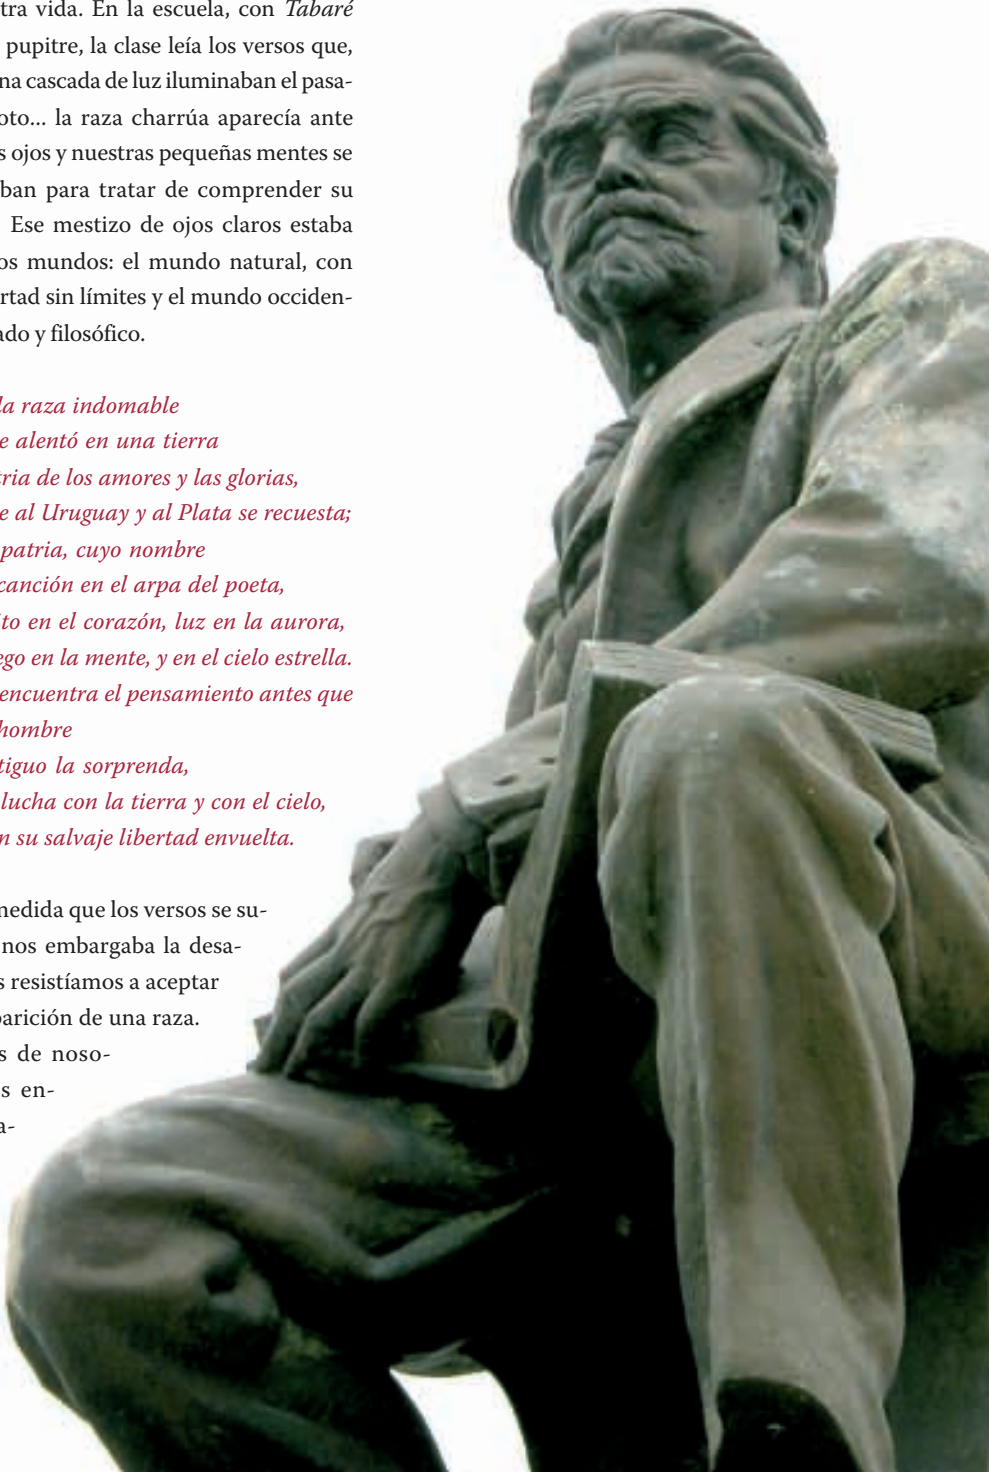 tra vida. En la escuela, con Tabaré
pupitre, la clase leía los versos que,
na cascada de luz iluminaban el pasa-
oto... la raza charrúa aparecía ante
s ojos y nuestras pequeñas mentes se
ban para tratar de comprender su
Ese mestizo de ojos claros estaba
os mundos: el mundo natural, con
rtad sin límites y el mundo occiden-
ado y filosófico.
la raza indomable
e alentó en una tierra
tria de los amores y las glorias,
e al Uruguay y al Plata se recuesta;
patria, cuyo nombre
canción en el arpa del poeta,
to en el corazón, luz en la aurora,
ego en la mente, y en el cielo estrella.
encuentra el pensamiento antes que
hombre
tiguo la sorprenda,
lucha con la tierra y con el cielo,
n su salvaje libertad envuelta.
medida que los versos se su-
nos embargaba la desa-
s resistíamos a aceptar
parición de una raza.
s de noso-
s en-
a-